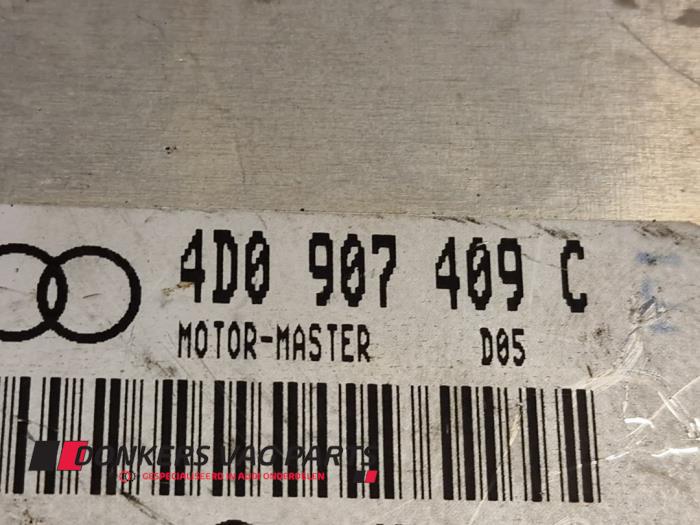 4D0 907 409 C
MOTOR-MASTER D05
DONKERS VAG PARTS
GESPECIALISEERD IN AUDI ONDERDELEN